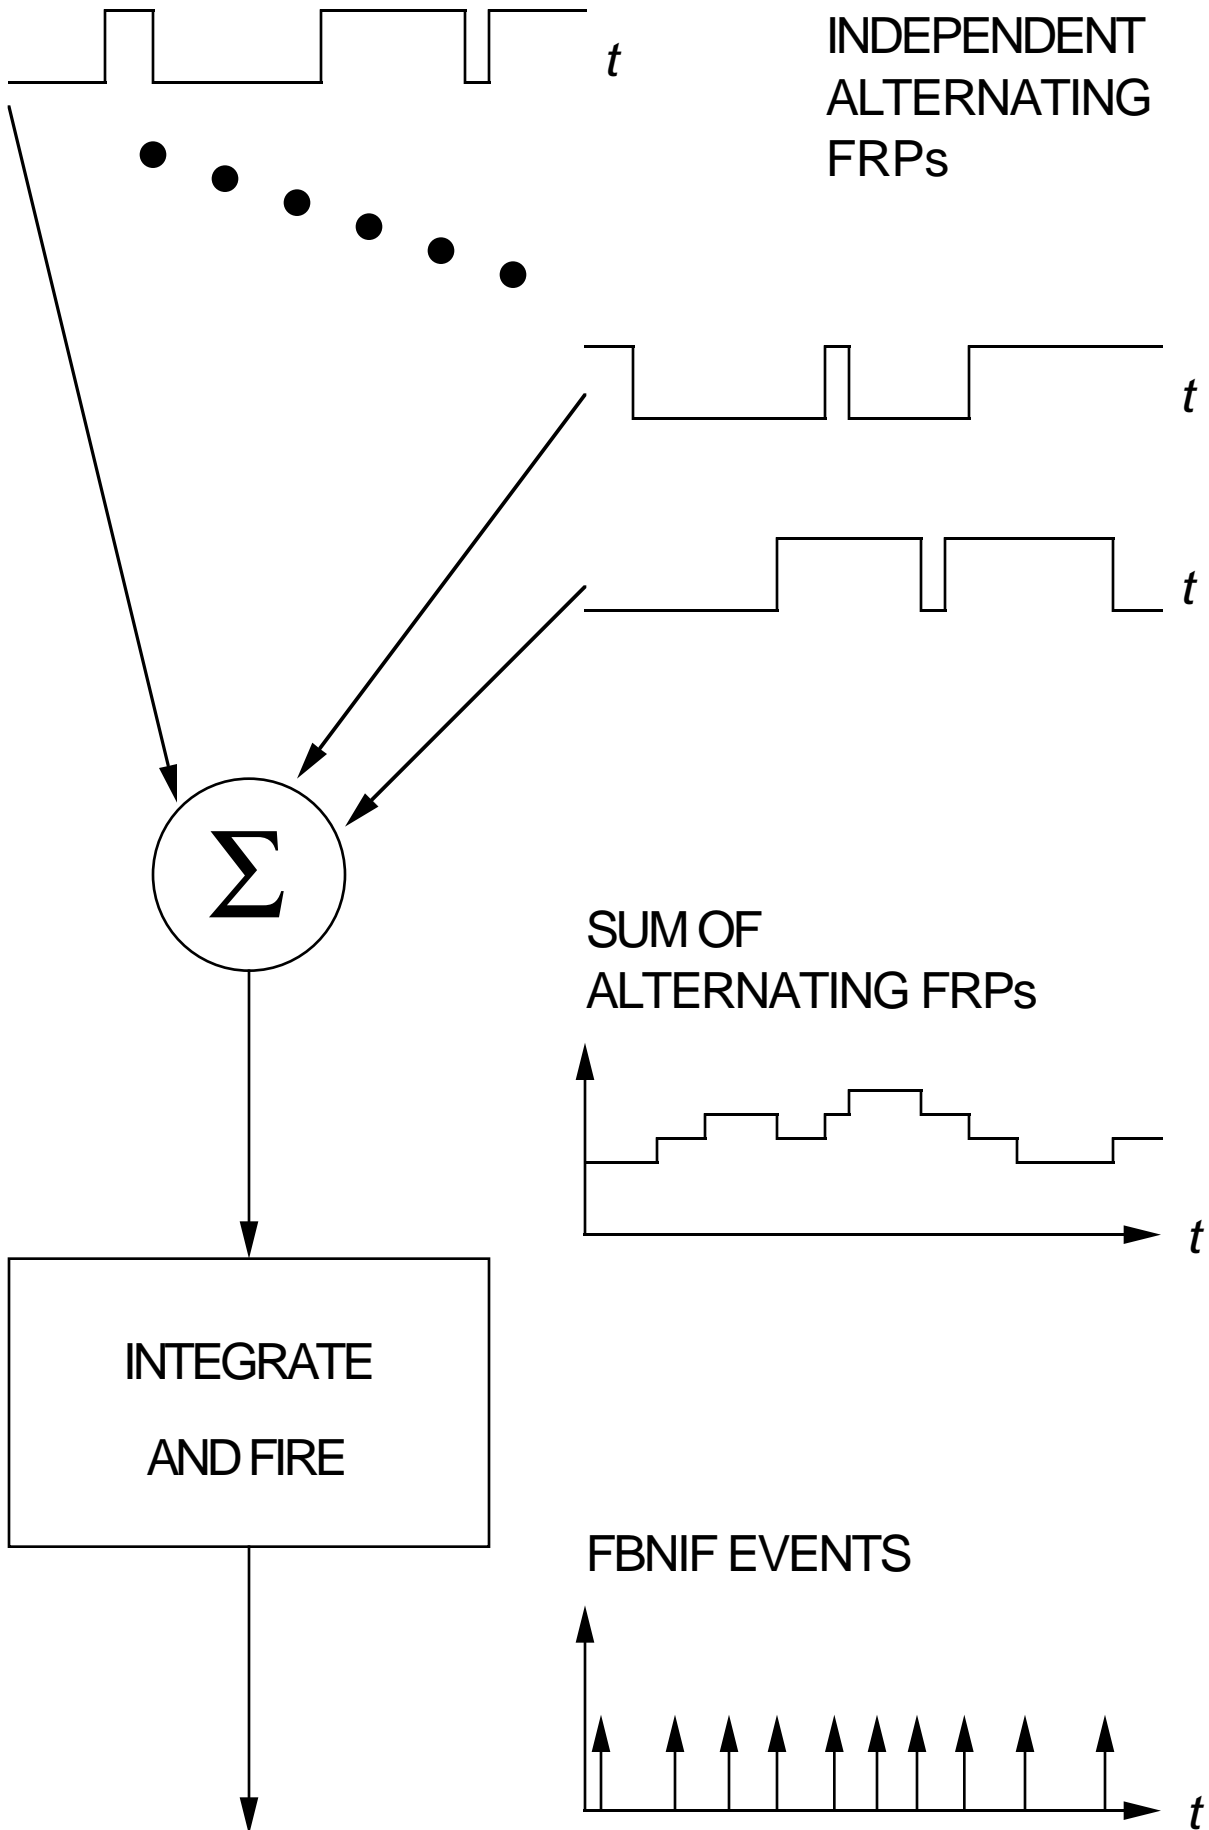 INDEPENDENT
ALTERNATING
FRPs
t
t
t
Σ
SUM OF
ALTERNATING FRPs
t
INTEGRATE
AND FIRE
FBNIF EVENTS
t